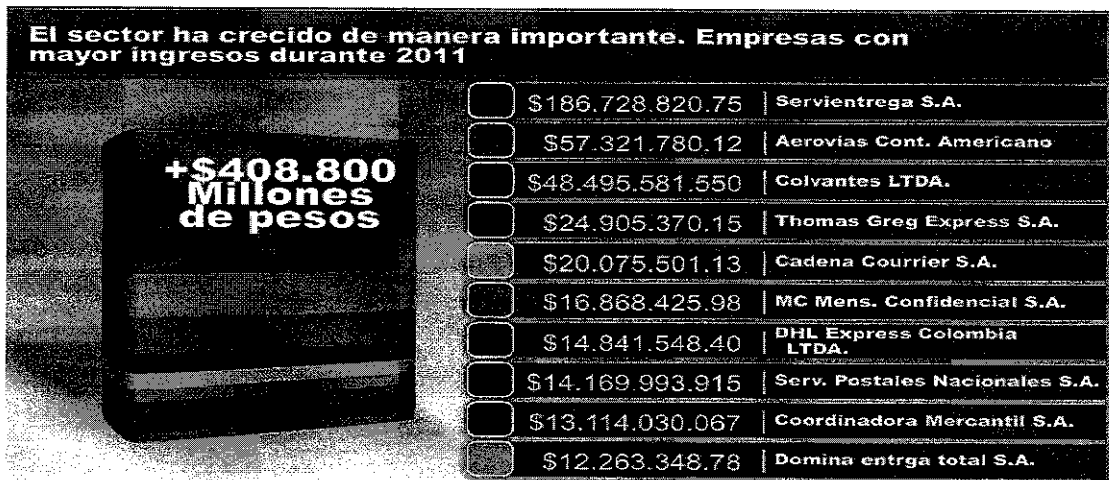 El sector ha crecido de manera importante. Empresas con
mayor ingresos durante 2011
+$408.800
Millones
de pesos
$186.728.820.75 Servientrega S.A.
$57.321.780.12 Aerovías Cont. Americano
$48.495.581.550 Colvantes LTDA.
$24.905.370.15 Thomas Greg Express S.A.
$20.075.501.13 Cadena Courrier S.A.
$16.868.425.98 MC Mens. Confidencial S.A.
$14.841.548.40 DHL Express Colombia
LTDA.
$14.169.993.915 Serv. Postales Nacionales S.A.
$13.114.030.067 Coordinadora Mercantil S.A.
$12.263.348.78 Domina entrga total S.A.